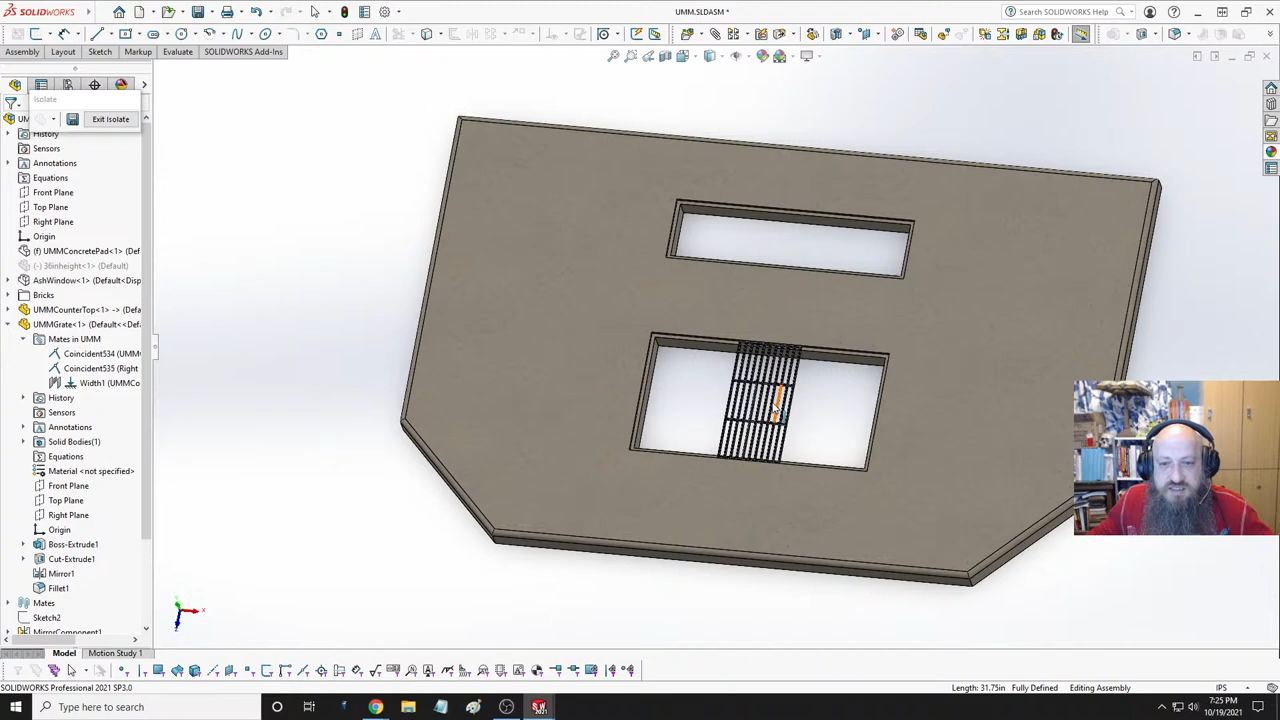 SOLIDWORKS
UMM.SLDASM *
Search SOLIDWORKS Help
Assembly
Layout
Sketch
Markup
Evaluate
SOLIDWORKS Add-Ins
Isolate
Exit Isolate
UM
History
Sensors
Annotations
Equations
Front Plane
Top Plane
Right Plane
Origin
(f) UMMConcretePad<1> (Def
(-) 36inheight<1> (Default)
AshWindow<1> (Default<Disp
Bricks
UMMCounterTop<1> -> (Def
UMMGrate<1> (Default<<Def
Mates in UMM
Coincident534 (UMM
Coincident535 (Right
Width1 (UMMCo
History
Sensors
Annotations
Solid Bodies(1)
Equations
Material <not specified>
Front Plane
Top Plane
Right Plane
Origin
Boss-Extrude1
Cut-Extrude1
Mirror1
Fillet1
Mates
Sketch2
MirrorComponent1
Model
Motion Study 1
SOLIDWORKS Professional 2021 SP3.0
Length: 31.75in
Fully Defined
Editing Assembly
IPS
Type here to search
7:25 PM
10/19/2021